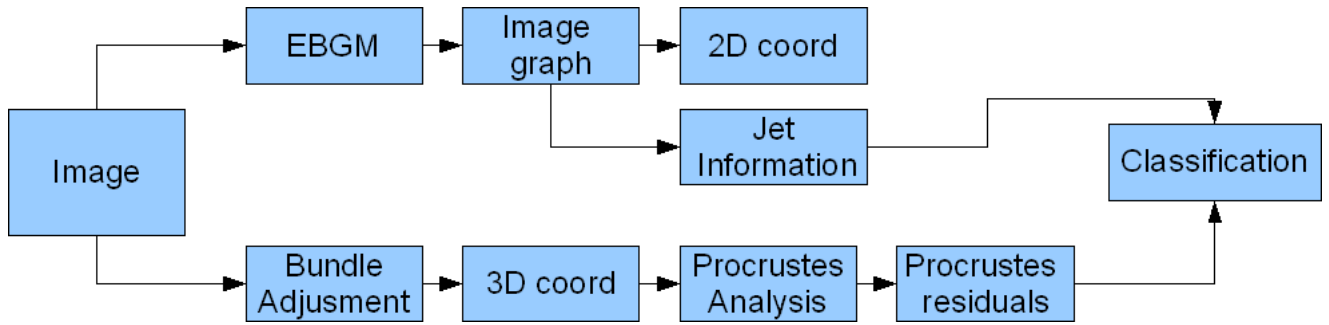 EBGM
Image
graph
2D coord
Image
Jet
Information
Classification
Bundle
Adjusment
3D coord
Procrustes
Analysis
Procrustes
residuals